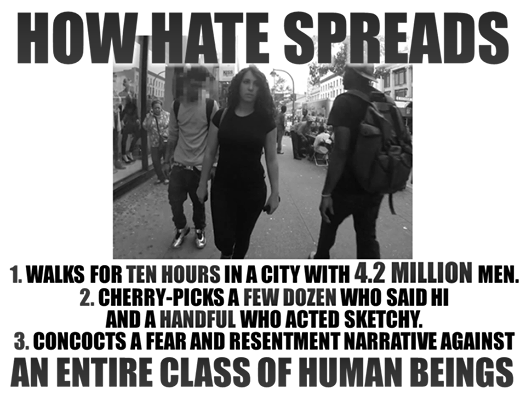 HOW HATE SPREADS
1. WALKS FOR TEN HOURS IN A CITY WITH 4.2 MILLION MEN.
2. CHERRY-PICKS A FEW DOZEN WHO SAID HI
AND A HANDFUL WHO ACTED SKETCHY.
3. CONCOCTS A FEAR AND RESENTMENT NARRATIVE AGAINST
AN ENTIRE CLASS OF HUMAN BEINGS